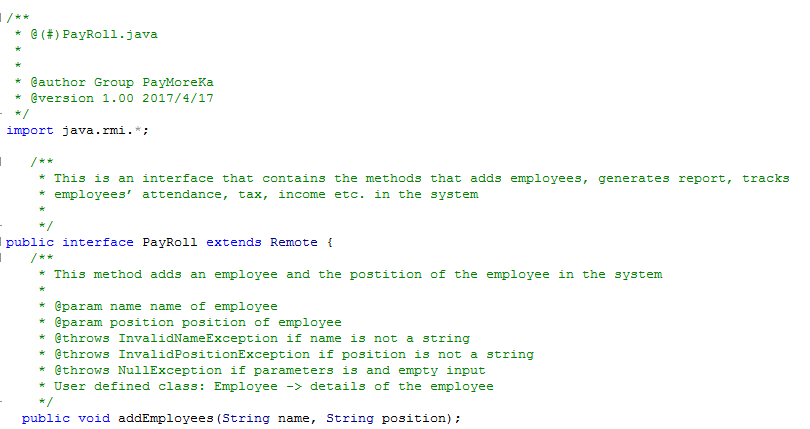 /**
 * @(#)PayRoll.java
 *
 *
 * @author Group PayMoreKa
 * @version 1.00 2017/4/17
 */
import java.rmi.*;
/**
 * This is an interface that contains the methods that adds employees, generates report, tracks
 * employees’ attendance, tax, income etc. in the system
 *
 */
public interface PayRoll extends Remote {
/**
 * This method adds an employee and the postition of the employee in the system
 *
 * @param name name of employee
 * @param position position of employee
 * @throws InvalidNameException if name is not a string
 * @throws InvalidPositionException if position is not a string
 * @throws NullException if parameters is and empty input
 * User defined class: Employee -> details of the employee
 */
public void addEmployees(String name, String position);